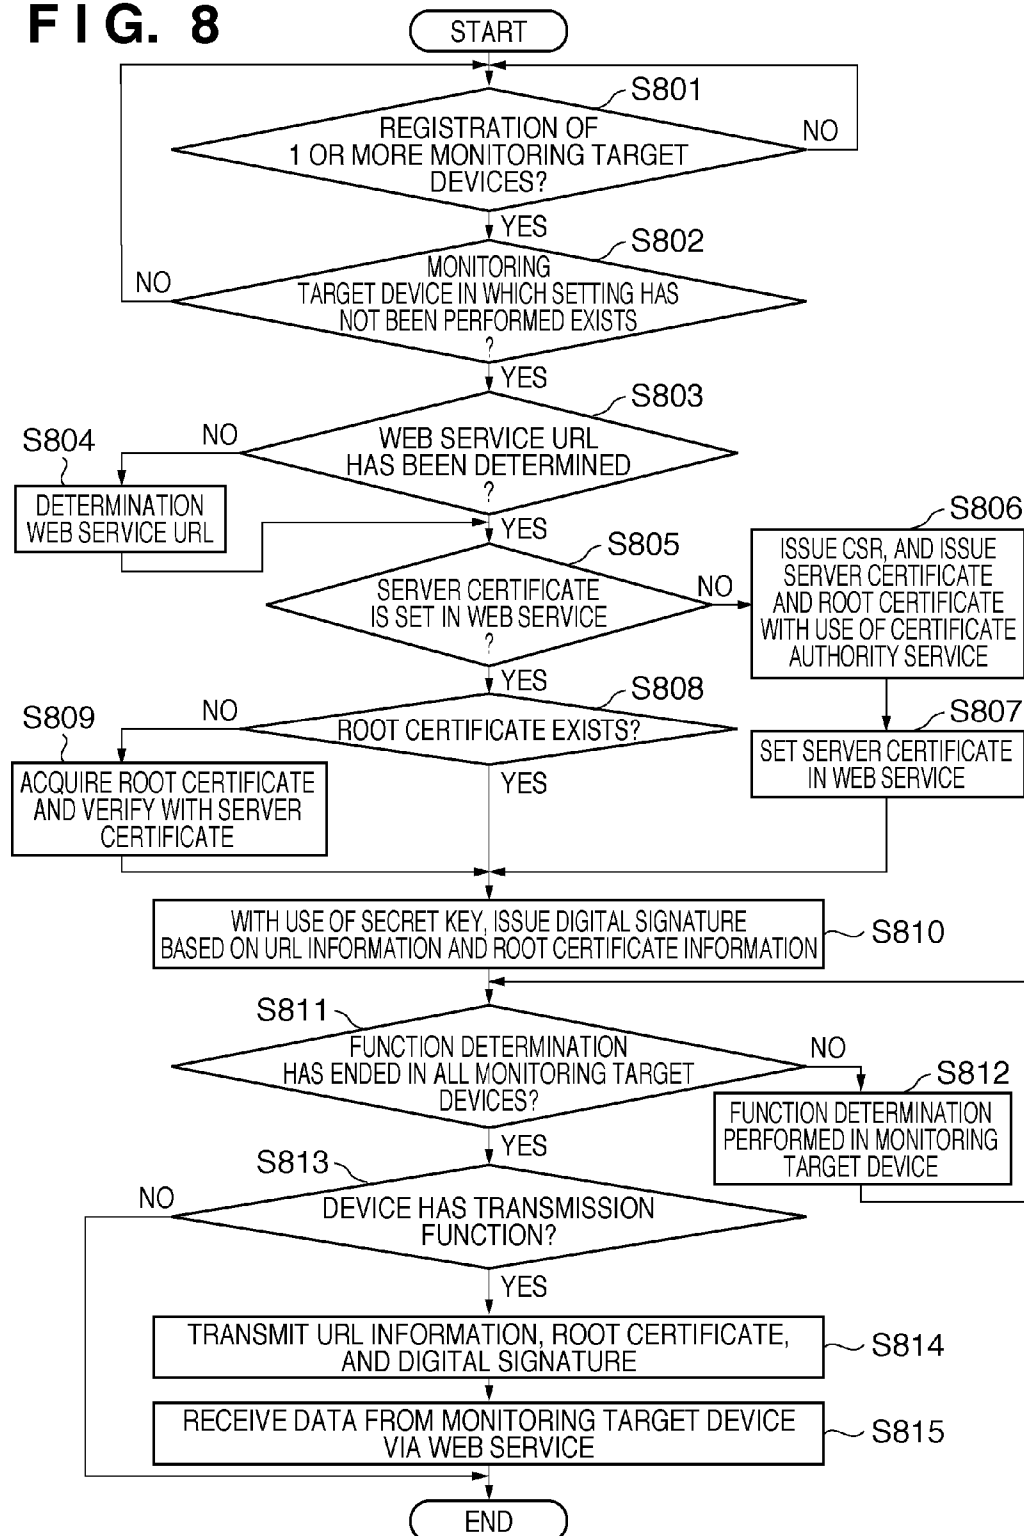 FIG. 8
START
S801
REGISTRATION OF
1 OR MORE MONITORING TARGET
DEVICES?
NO
YES
S802
MONITORING
TARGET DEVICE IN WHICH SETTING HAS
NOT BEEN PERFORMED EXISTS
?
NO
YES
S803
WEB SERVICE URL
HAS BEEN DETERMINED
?
NO
S804
DETERMINATION
WEB SERVICE URL
YES
S805
SERVER CERTIFICATE
IS SET IN WEB SERVICE
?
NO
S806
ISSUE CSR, AND ISSUE
SERVER CERTIFICATE
AND ROOT CERTIFICATE
WITH USE OF CERTIFICATE
AUTHORITY SERVICE
S807
SET SERVER CERTIFICATE
IN WEB SERVICE
YES
S808
ROOT CERTIFICATE EXISTS?
NO
S809
ACQUIRE ROOT CERTIFICATE
AND VERIFY WITH SERVER
CERTIFICATE
YES
WITH USE OF SECRET KEY, ISSUE DIGITAL SIGNATURE
BASED ON URL INFORMATION AND ROOT CERTIFICATE INFORMATION
S810
S811
FUNCTION DETERMINATION
HAS ENDED IN ALL MONITORING TARGET
DEVICES?
NO
S812
FUNCTION DETERMINATION
PERFORMED IN MONITORING
TARGET DEVICE
YES
S813
DEVICE HAS TRANSMISSION
FUNCTION?
NO
YES
TRANSMIT URL INFORMATION, ROOT CERTIFICATE,
AND DIGITAL SIGNATURE
S814
RECEIVE DATA FROM MONITORING TARGET DEVICE
VIA WEB SERVICE
S815
END